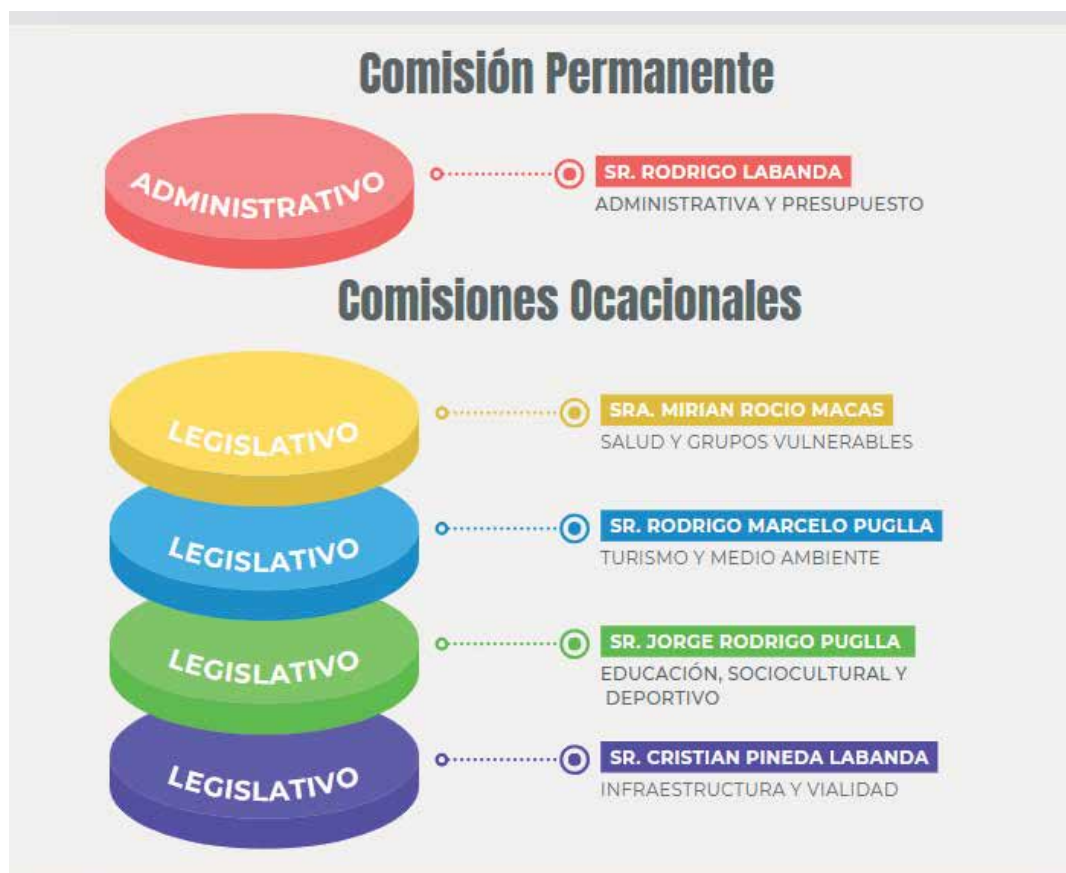 Comisión Permanente
ADMINISTRATIVO
SR. RODRIGO LABANDA
ADMINISTRATIVA Y PRESUPUESTO
Comisiones Ocacionales
LEGISLATIVO
SRA. MIRIAN ROCIO MACAS
SALUD Y GRUPOS VULNERABLES
LEGISLATIVO
SR. RODRIGO MARCELO PUGLLA
TURISMO Y MEDIO AMBIENTE
LEGISLATIVO
SR. JORGE RODRIGO PUGLLA
EDUCACIÓN, SOCIOCULTURAL Y
DEPORTIVO
LEGISLATIVO
SR. CRISTIAN PINEDA LABANDA
INFRAESTRUCTURA Y VIALIDAD